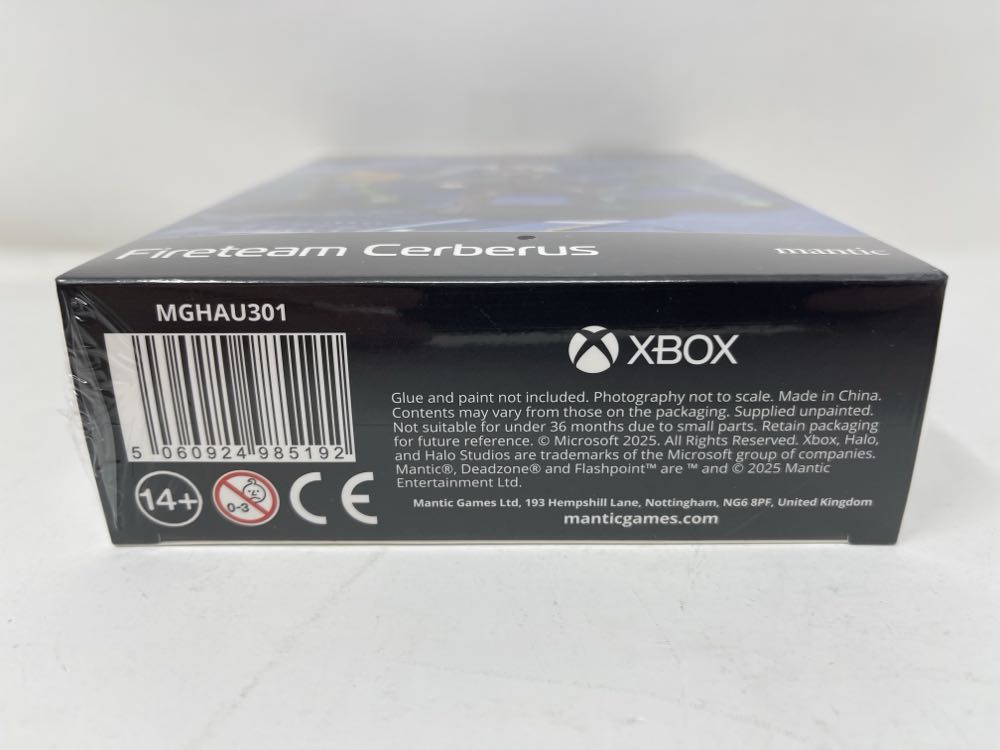 Fireteam Cerberus
mantic
MGHAU301
XBOX
5 060924 985192
Glue and paint not included. Photography not to scale. Made in China.
Contents may vary from those on the packaging. Supplied unpainted.
Not suitable for under 36 months due to small parts. Retain packaging
for future reference. © Microsoft 2025. All Rights Reserved. Xbox, Halo,
and Halo Studios are trademarks of the Microsoft group of companies.
Mantic®, Deadzone® and Flashpoint™ are ™ and © 2025 Mantic
Entertainment Ltd.
14+
0-3
CE
Mantic Games Ltd, 193 Hempshill Lane, Nottingham, NG6 8PF, United Kingdom
manticgames.com